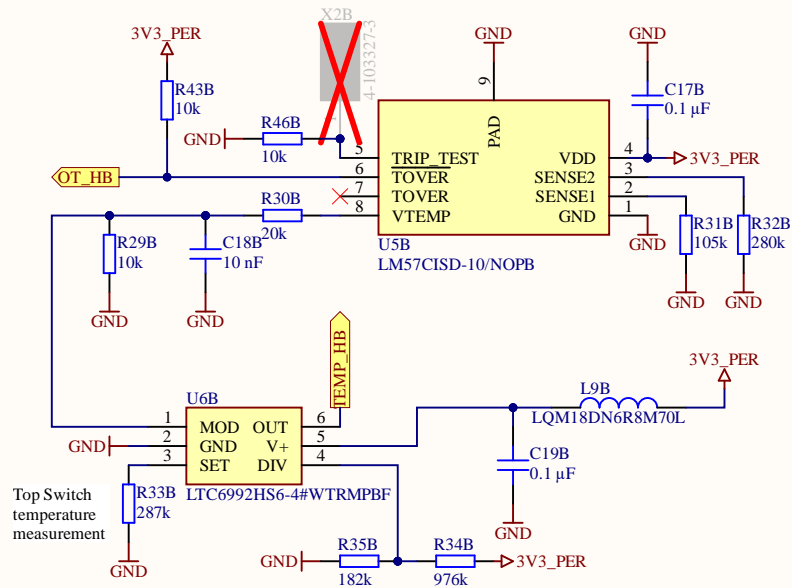 X2B
4-103327-3
3V3_PER
GND
GND
R43B
10k
9
C17B
0.1 µF
R46B
GND
10k
PAD
5
TRIP_TEST
VDD
4
3V3_PER
OT_HB
6
TOVER
SENSE2
3
7
TOVER
SENSE1
2
R30B
8
VTEMP
GND
1
20k
R29B
10k
C18B
10 nF
U5B
LM57CISD-10/NOPB
GND
R31B
105k
R32B
280k
GND
GND
GND
GND
TEMP_HB
3V3_PER
U6B
L9B
LQM18DN6R8M70L
1
MOD
OUT
6
GND
2
GND
V+
5
3
SET
DIV
4
C19B
0.1 µF
LTC6992HS6-4#WTRMPBF
R33B
287k
Top Switch
temperature
measurement
GND
GND
GND
R35B
182k
R34B
976k
3V3_PER